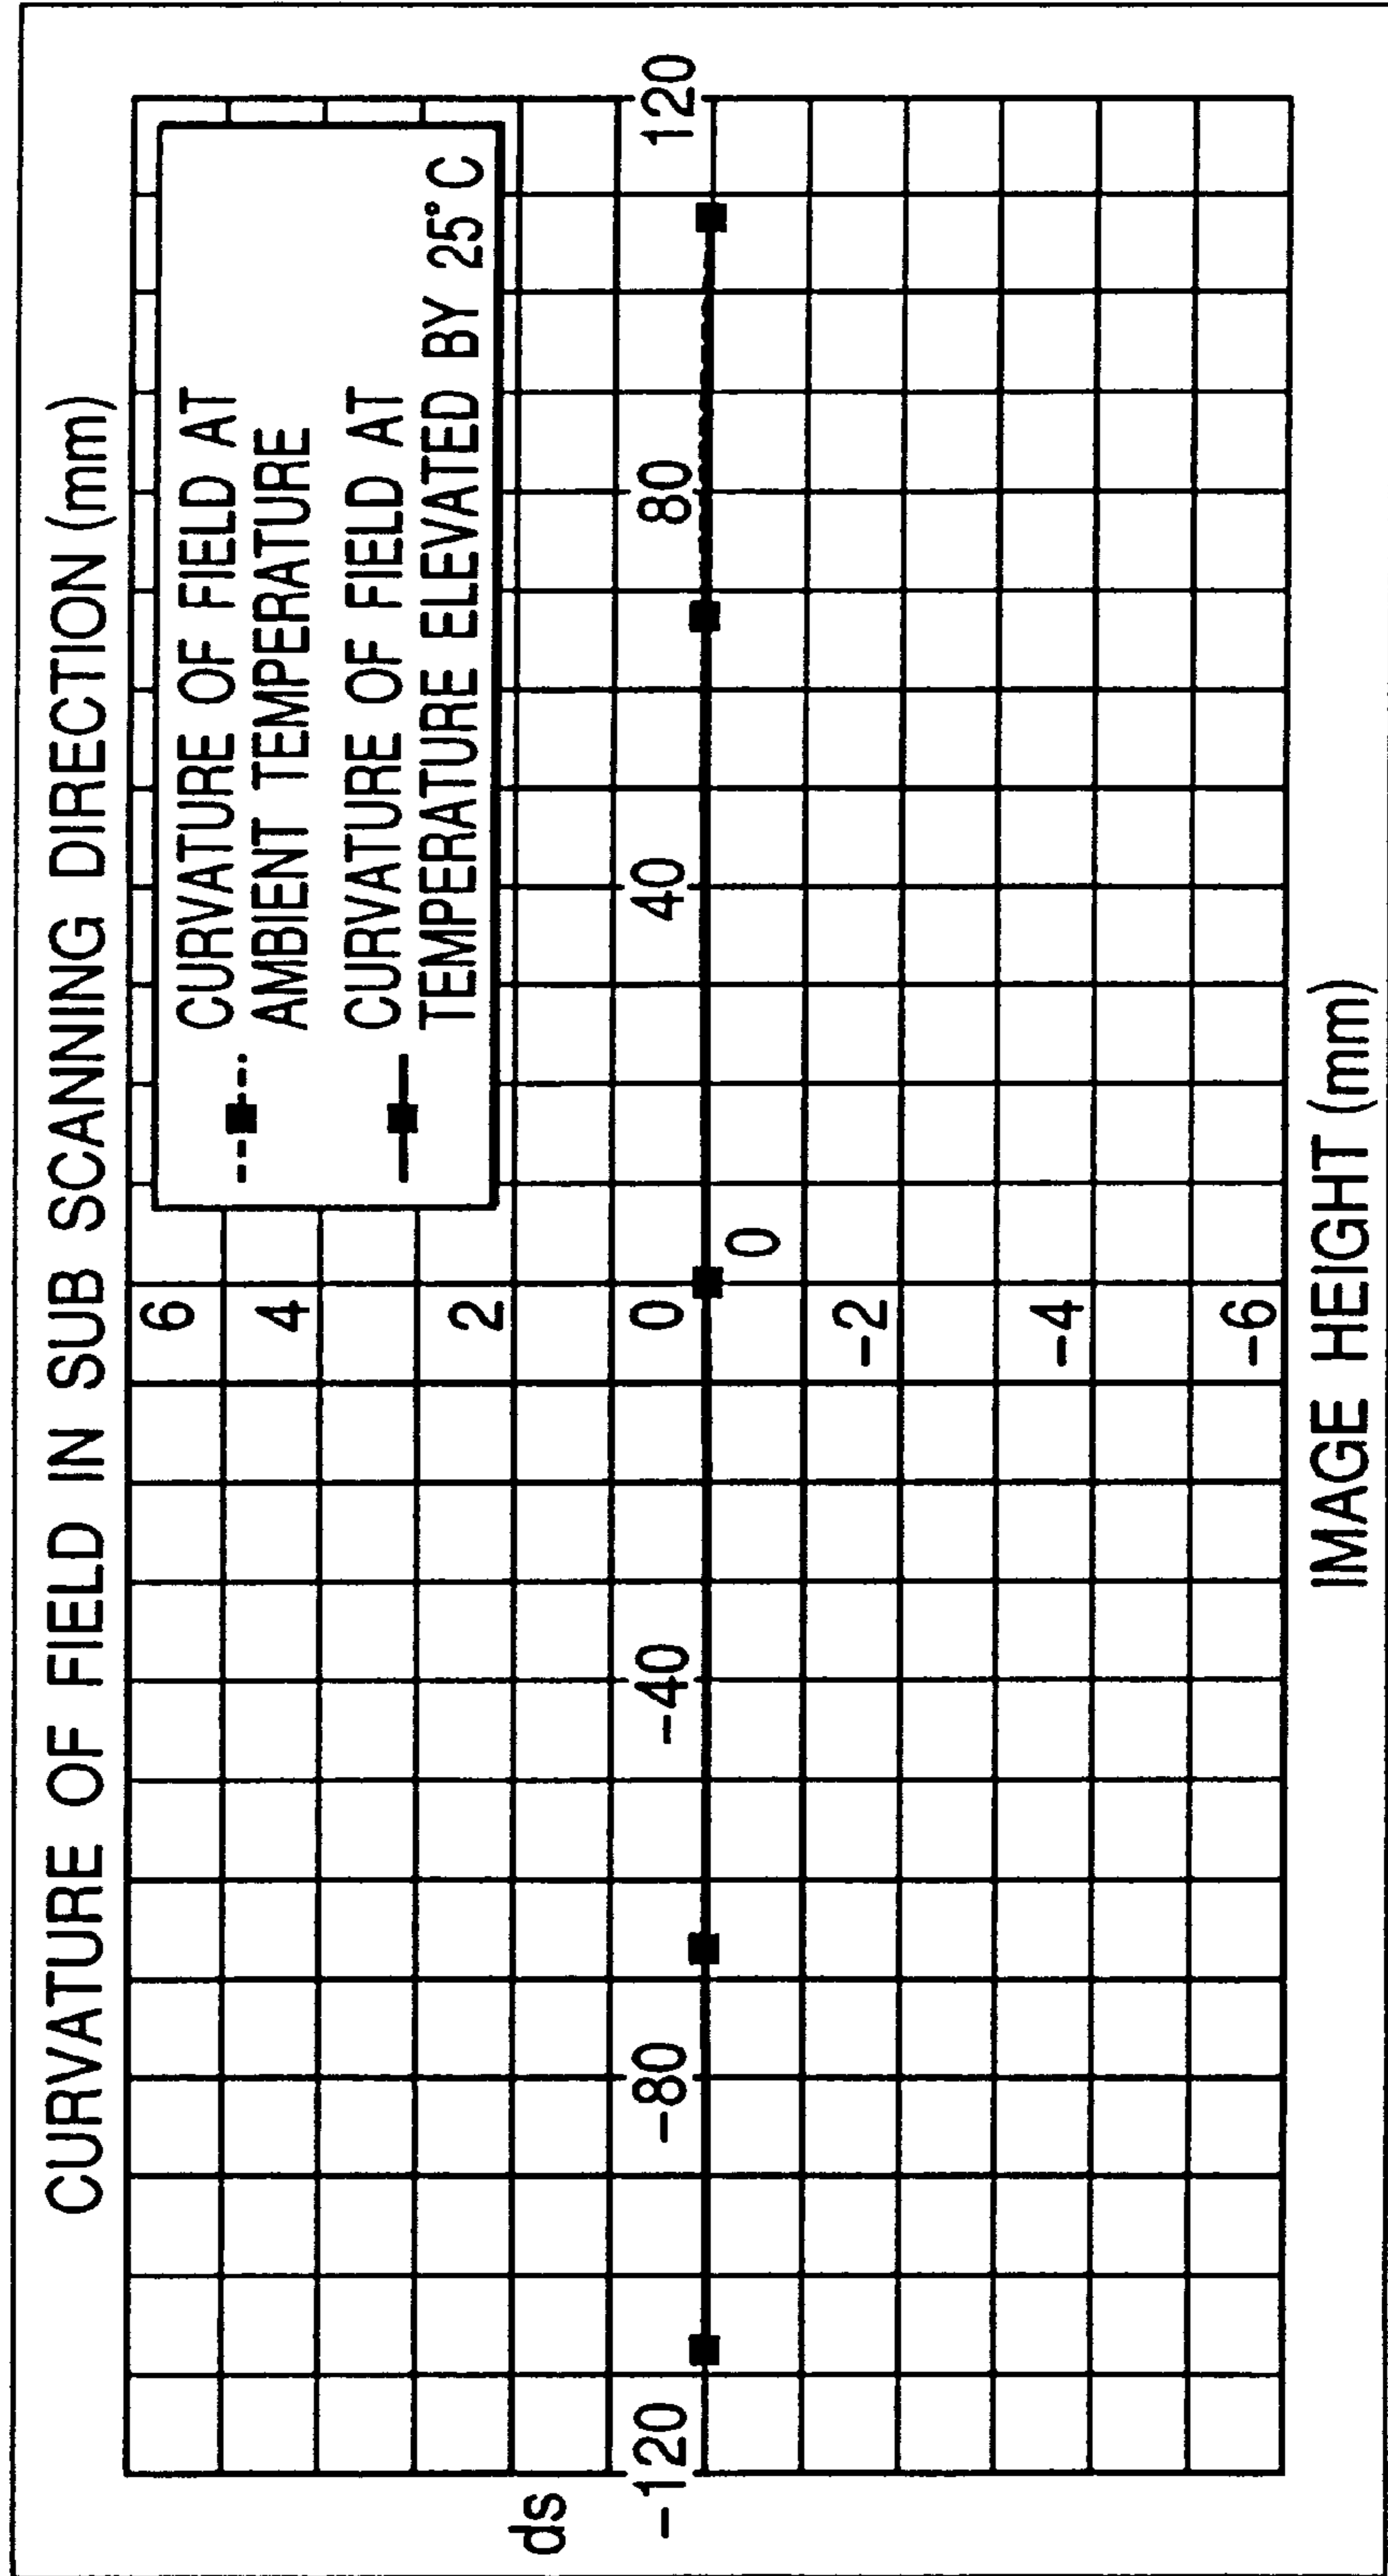 CURVATURE OF FIELD IN SUB SCANNING DIRECTION (mm)
CURVATURE OF FIELD AT
AMBIENT TEMPERATURE
CURVATURE OF FIELD AT
TEMPERATURE ELEVATED BY 25°C
ds
6
4
2
0
-2
-4
-6
-120
-80
-40
0
40
80
120
IMAGE HEIGHT (mm)